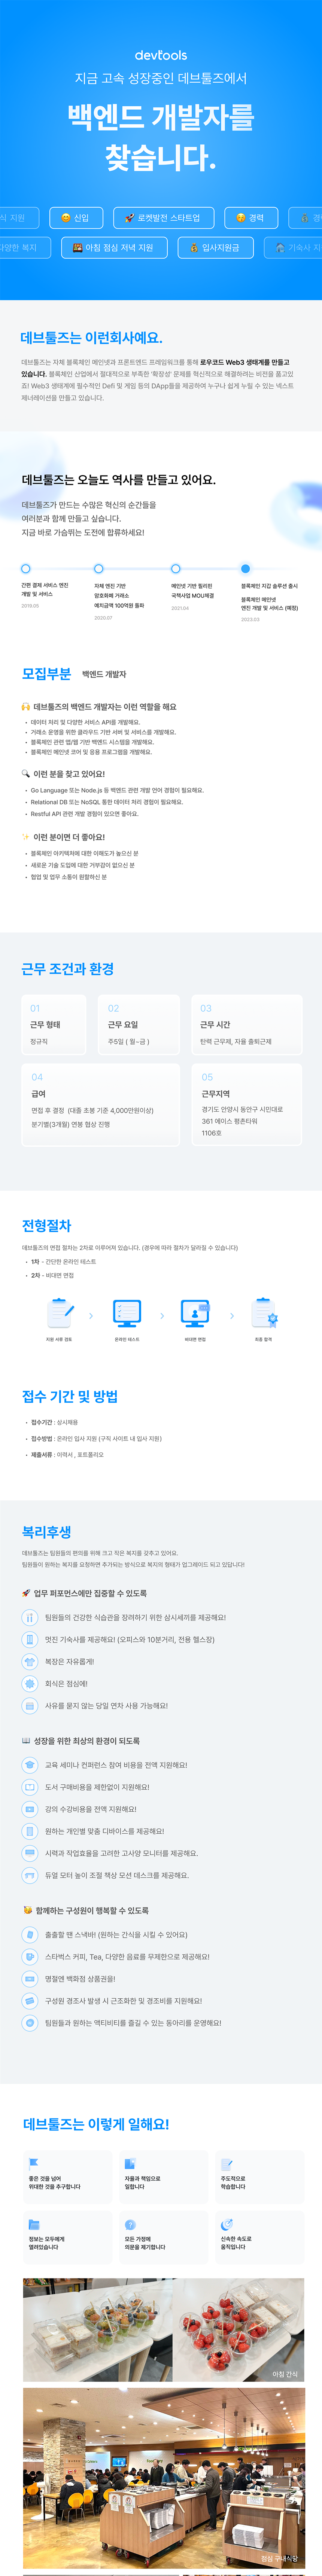 devtools
지금 고속 성장중인 데브툴즈에서
백엔드 개발자를
찾습니다.
식 지원
😊 신입
🚀 로켓발전 스타트업
😏 경력
다양한 복지
🍱 아침 점심 저녁 지원
💰 입사지원금
기숙사 지
데브툴즈는 이런회사예요.
데브툴즈는 자체 블록체인 메인넷과 프론트엔드 프레임워크를 통해 로우코드 Web3 생태계를 만들고
있습니다. 블록체인 산업에서 절대적으로 부족한 '확장성' 문제를 혁신적으로 해결하려는 비전을 품고있
죠! Web3 생태계에 필수적인 Defi 및 게임 등의 DApp들을 제공하여 누구나 쉽게 누릴 수 있는 넥스트
제너레이션을 만들고 있습니다.
데브툴즈는 오늘도 역사를 만들고 있어요.
데브툴즈가 만드는 수많은 혁신의 순간들을
여러분과 함께 만들고 싶습니다.
지금 바로 가슴뛰는 도전에 합류하세요!
간편 결제 서비스 엔진
개발 및 서비스
2019.09
자체 엔진 기반
암호화폐 거래소
예치금액 100억원 돌파
2020.07
메인넷 기반 필리핀
국책사업 MOU체결
2021.04
블록체인 지갑 솔루션 출시
블록체인 메인넷
엔진 개발 및 서비스 (예정)
2023.03
모집부분 백엔드 개발자
🙌 데브툴즈의 백엔드 개발자는 이런 역할을 해요
• 데이터 처리 및 다양한 서비스 API를 개발해요.
• 거래소 운영을 위한 클라우드 기반 서버 및 서비스를 개발해요.
• 블록체인 관련 앱/웹 기반 백엔드 시스템을 개발해요.
• 블록체인 메인넷 코어 및 응용 프로그램을 개발해요.
🔍 이런 분을 찾고 있어요!
• Go Language 또는 Node.js 등 백엔드 관련 개발 언어 경험이 필요해요.
• Relational DB 또는 NoSQL 통한 데이터 처리 경험이 필요해요.
• Restful API 관련 개발 경험이 있으면 좋아요.
✨ 이런 분이면 더 좋아요!
• 블록체인 아키텍처에 대한 이해도가 높으신 분
• 새로운 기술 도입에 대한 거부감이 없으신 분
• 협업 및 업무 소통이 원활하신 분
근무 조건과 환경
01
근무 형태
정규직
02
근무 요일
주5일 ( 월~금 )
03
근무 시간
탄력 근무제, 자율 출퇴근제
04
급여
면접 후 결정 (대졸 초봉 기준 4,000만원이상)
분기별(3개월) 연봉 협상 진행
05
근무지역
경기도 안양시 동안구 시민대로
361 에이스 평촌타워
1106호
전형절차
데브툴즈의 면접 절차는 2차로 이루어져 있습니다. (경우에 따라 절차가 달라질 수 있습니다)
• 1차 - 간단한 온라인 테스트
• 2차 - 비대면 면접
지원 서류 검토
온라인 테스트
비대면 면접
최종 합격
접수 기간 및 방법
• 접수기간 : 상시채용
• 접수방법 : 온라인 입사 지원 (구직 사이트 내 입사 지원)
• 제출서류 : 이력서 , 포트폴리오
복리후생
데브툴즈는 팀원들의 편의를 위해 크고 작은 복지를 갖추고 있어요.
팀원들이 원하는 복지를 요청하면 추가되는 방식으로 복지의 형태가 업그레이드 되고 있답니다!
🚀 업무 퍼포먼스에만 집중할 수 있도록
팀원들의 건강한 식습관을 장려하기 위한 삼시세끼를 제공해요!
멋진 기숙사를 제공해요! (오피스와 10분거리, 전용 헬스장)
복장은 자유롭게!
회식은 점심에!
사유를 묻지 않는 당일 연차 사용 가능해요!
📖 성장을 위한 최상의 환경이 되도록
교육 세미나 컨퍼런스 참여 비용을 전액 지원해요!
도서 구매비용을 제한없이 지원해요!
강의 수강비용을 전액 지원해요!
원하는 개인별 맞춤 디바이스를 제공해요!
시력과 작업효율을 고려한 고사양 모니터를 제공해요.
듀얼 모터 높이 조절 책상 모션 데스크를 제공해요.
🥳 함께하는 구성원이 행복할 수 있도록
출출할 땐 스낵바! (원하는 간식을 시킬 수 있어요)
스타벅스 커피, Tea, 다양한 음료를 무제한으로 제공해요!
명절엔 백화점 상품권을!
구성원 경조사 발생 시 근조화한 및 경조비를 지원해요!
팀원들과 원하는 액티비티를 즐길 수 있는 동아리를 운영해요!
데브툴즈는 이렇게 일해요!
좋은 것을 넘어
위대한 것을 추구합니다
자율과 책임으로
일합니다
주도적으로
학습합니다
정보는 모두에게
열려있습니다
모든 가정에
의문을 제기합니다
신속한 속도로
움직입니다
아침 간식
점심 구내식당